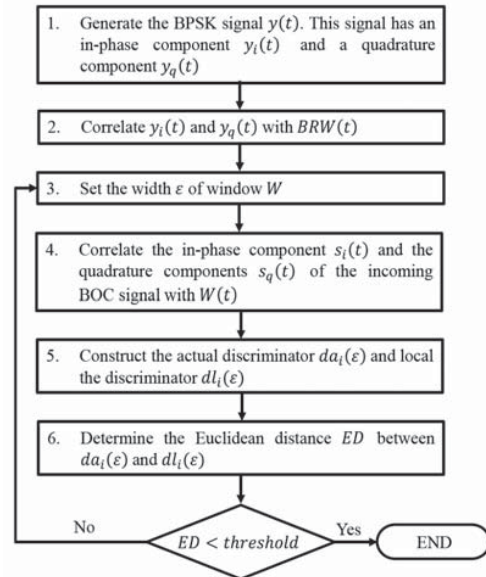 1. Generate the BPSK signal y(t). This signal has an
in-phase component y_i(t) and a quadrature
component y_q(t)
2. Correlate y_i(t) and y_q(t) with BRW(t)
3. Set the width ε of window W
4. Correlate the in-phase component s_i(t) and the
quadrature components s_q(t) of the incoming
BOC signal with W(t)
5. Construct the actual discriminator da_i(ε) and local
the discriminator dl_i(ε)
6. Determine the Euclidean distance ED between
da_i(ε) and dl_i(ε)
No
ED < threshold
Yes
END